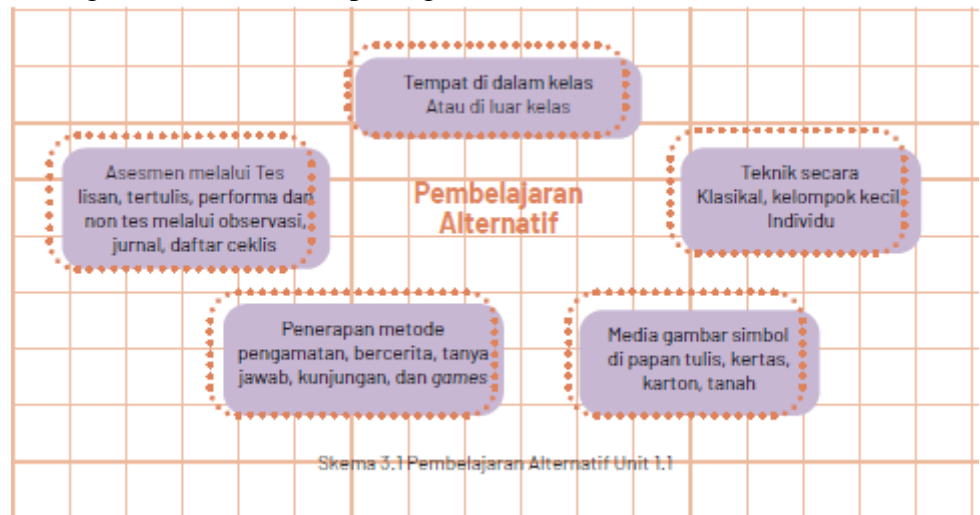 Tempat di dalam kelas
Atau di luar kelas
Asesmen melalui Tes
lisan, tertulis, performa dan
non tes melalui observasi,
jurnal, daftar ceklis
Pembelajaran
Alternatif
Teknik secara
Klasikal, kelompok kecil
Individu
Penerapan metode
pengamatan, bercerita, tanya
jawab, kunjungan, dan games
Media gambar simbol
di papan tulis, kertas,
karton, tanah
Skema 3.1 Pembelajaran Alternatif Unit 1.1